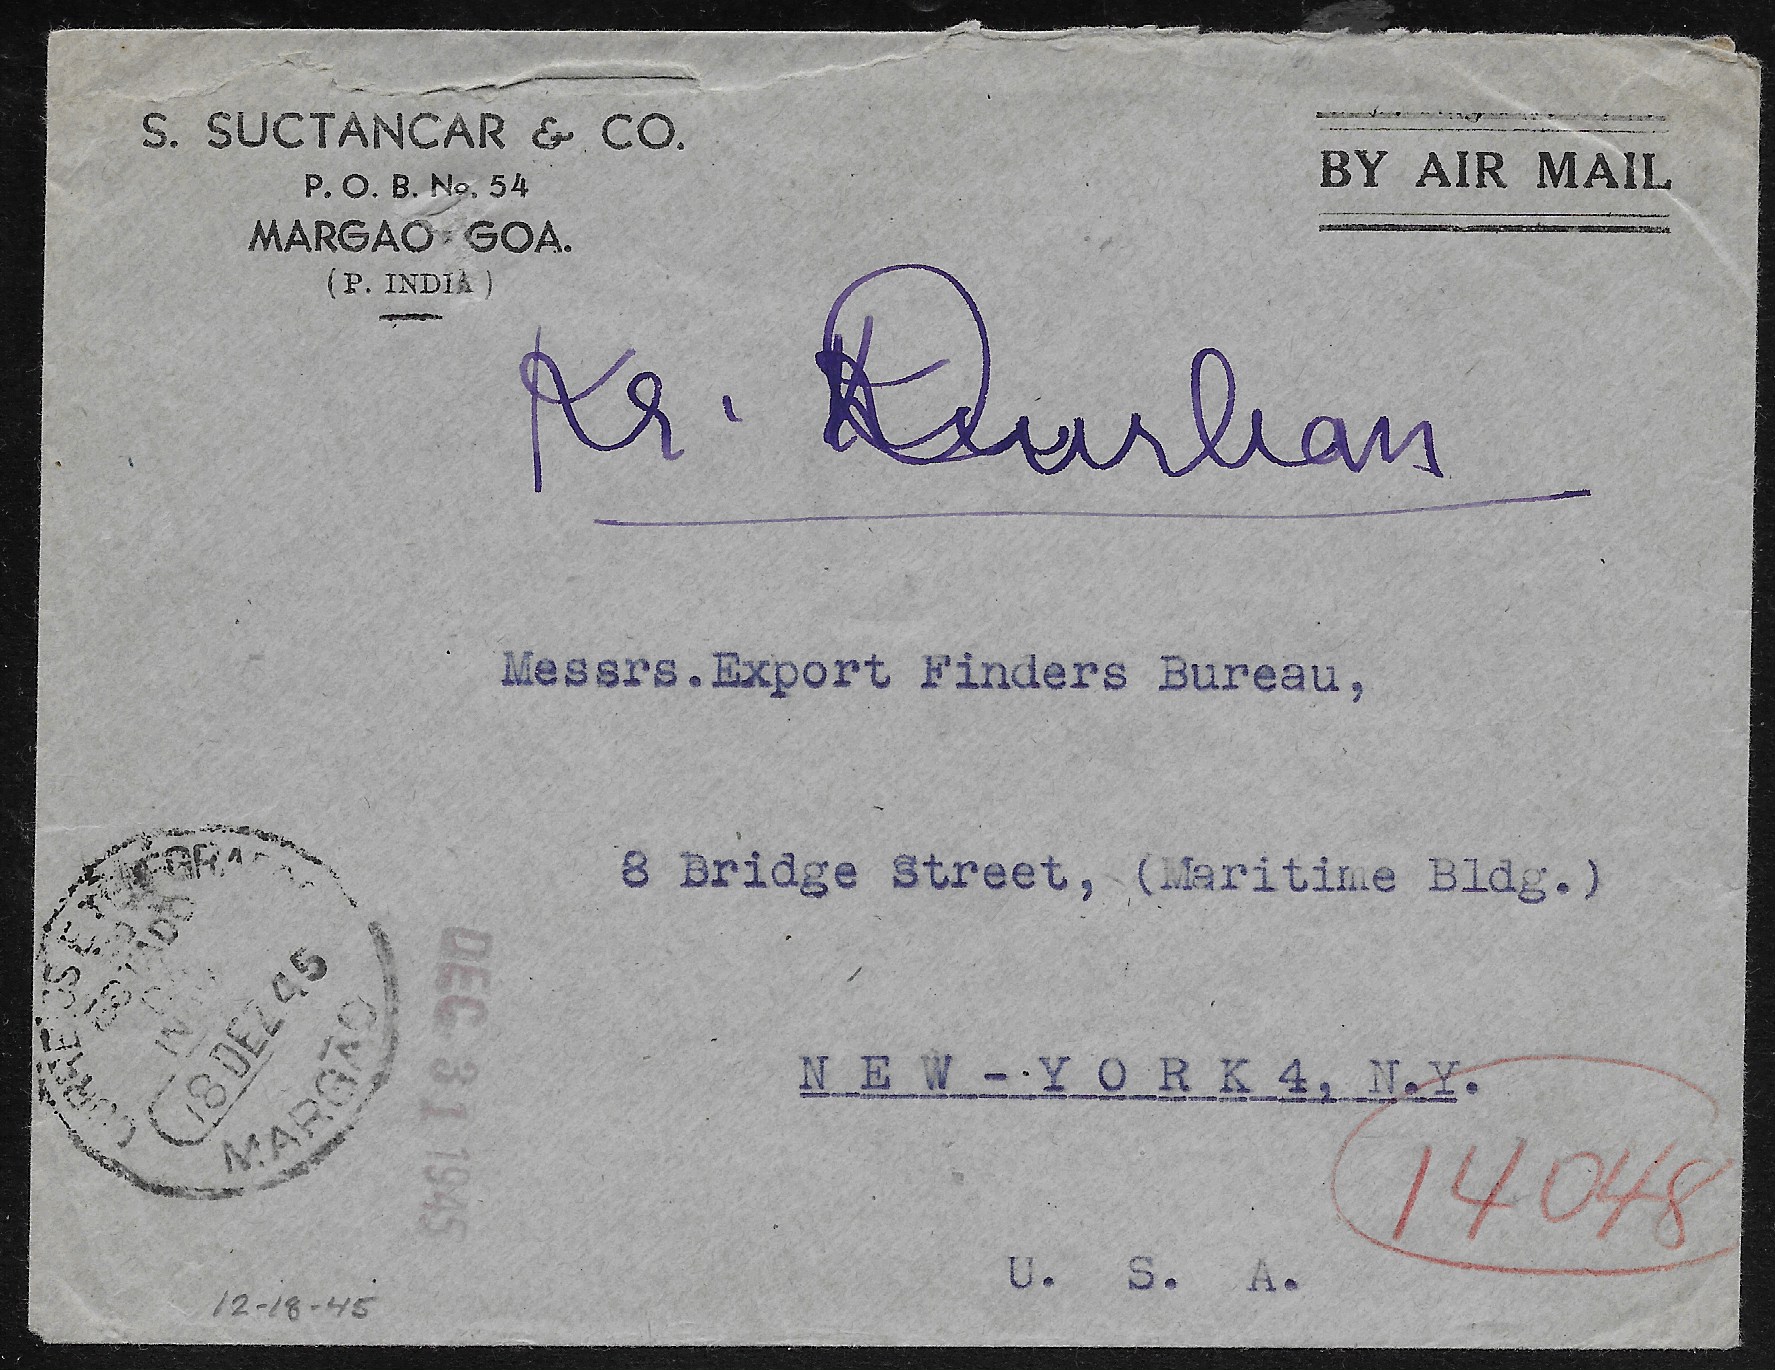 S. SUCTANCAR & CO.
P. O. B. No. 54
MARGAO - GOA.
(P. INDIA)
BY AIR MAIL
Messrs.Export Finders Bureau,
8 Bridge Street, (Maritime Bldg.)
NEW-YORK 4, N.Y.
U. S. A.
14048
18 DEZ 45
MARGÃO
DEC 31 1945
12-18-45